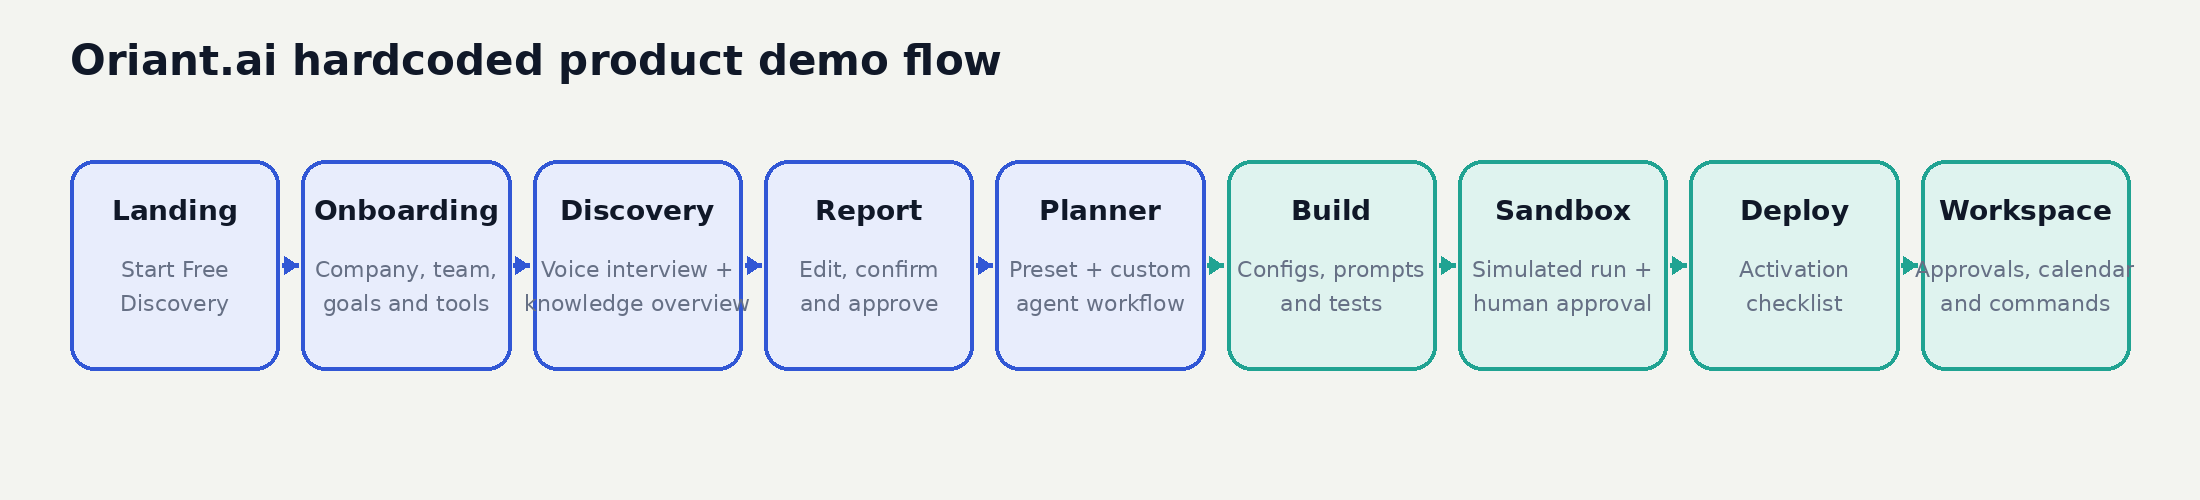 Oriant.ai hardcoded product demo flow
Landing
Start Free
Discovery
Onboarding
Company, team,
goals and tools
Discovery
Voice interview +
knowledge overview
Report
Edit, confirm
and approve
Planner
Preset + custom
agent workflow
Build
Configs, prompts
and tests
Sandbox
Simulated run +
human approval
Deploy
Activation
checklist
Workspace
Approvals, calendar
and commands